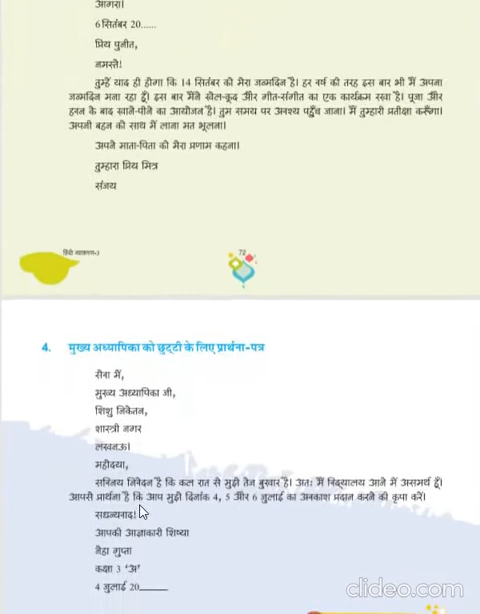 आगरा।
6 सितंबर 20......
प्रिय पुनीत,
नमस्ते!
तुम्हें याद ही होगा कि 14 सितंबर को मेरा जन्मदिन है। हर वर्ष की तरह इस बार भी मैं अपना
जन्मदिन मना रहा हूँ। इस बार मैंने खेल-कूद और गीत-संगीत का एक कार्यक्रम रखा है। पूजा और
हवन के बाद खाने-पीने का आयोजन है। तुम समय पर अवश्य पहुँच जाना। मैं तुम्हारी प्रतीक्षा करूँगा।
अपनी बहन को साथ में लाना मत भूलना।
अपने माता-पिता को मेरा प्रणाम कहना।
तुम्हारा प्रिय मित्र
संजय
हिंदी व्याकरण-3
72
4. मुख्य अध्यापिका को छुट्टी के लिए प्रार्थना-पत्र
सेवा में,
मुख्य अध्यापिका जी,
शिशु निकेतन,
शास्त्री नगर
लखनऊ।
महोदया,
सविनय निवेदन है कि कल रात से मुझे तेज बुखार है। अतः मैं विद्यालय आने में असमर्थ हूँ।
आपसे प्रार्थना है कि आप मुझे दिनांक 4, 5 और 6 जुलाई का अवकाश प्रदान करने की कृपा करें।
सधन्यवाद!
आपकी आज्ञाकारी शिष्या
नेहा गुप्ता
कक्षा 3 'अ'
4 जुलाई 20_____
clideo.com